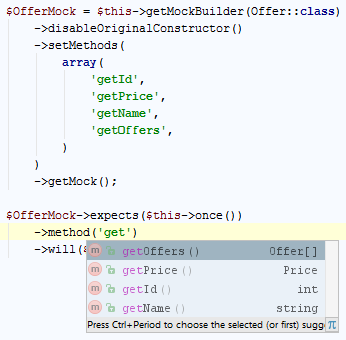 $OfferMock = $this->getMockBuilder(Offer::class)
->disableOriginalConstructor()
->setMethods(
array(
'getId',
'getPrice',
'getName',
'getOffers',
)
)
->getMock();
$OfferMock->expects($this->once())
->method('get')
->will(
m getOffers() Offer[]
m getPrice() Price
m getId() int
m getName() string
Press Ctrl+Period to choose the selected (or first) sugg π